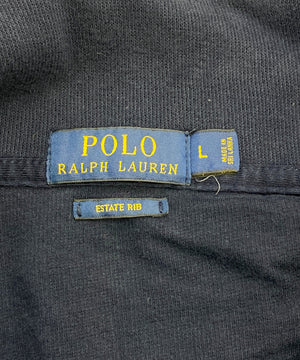 POLO
RALPH LAUREN
L
MADE IN
SRI LANKA
ESTATE RIB